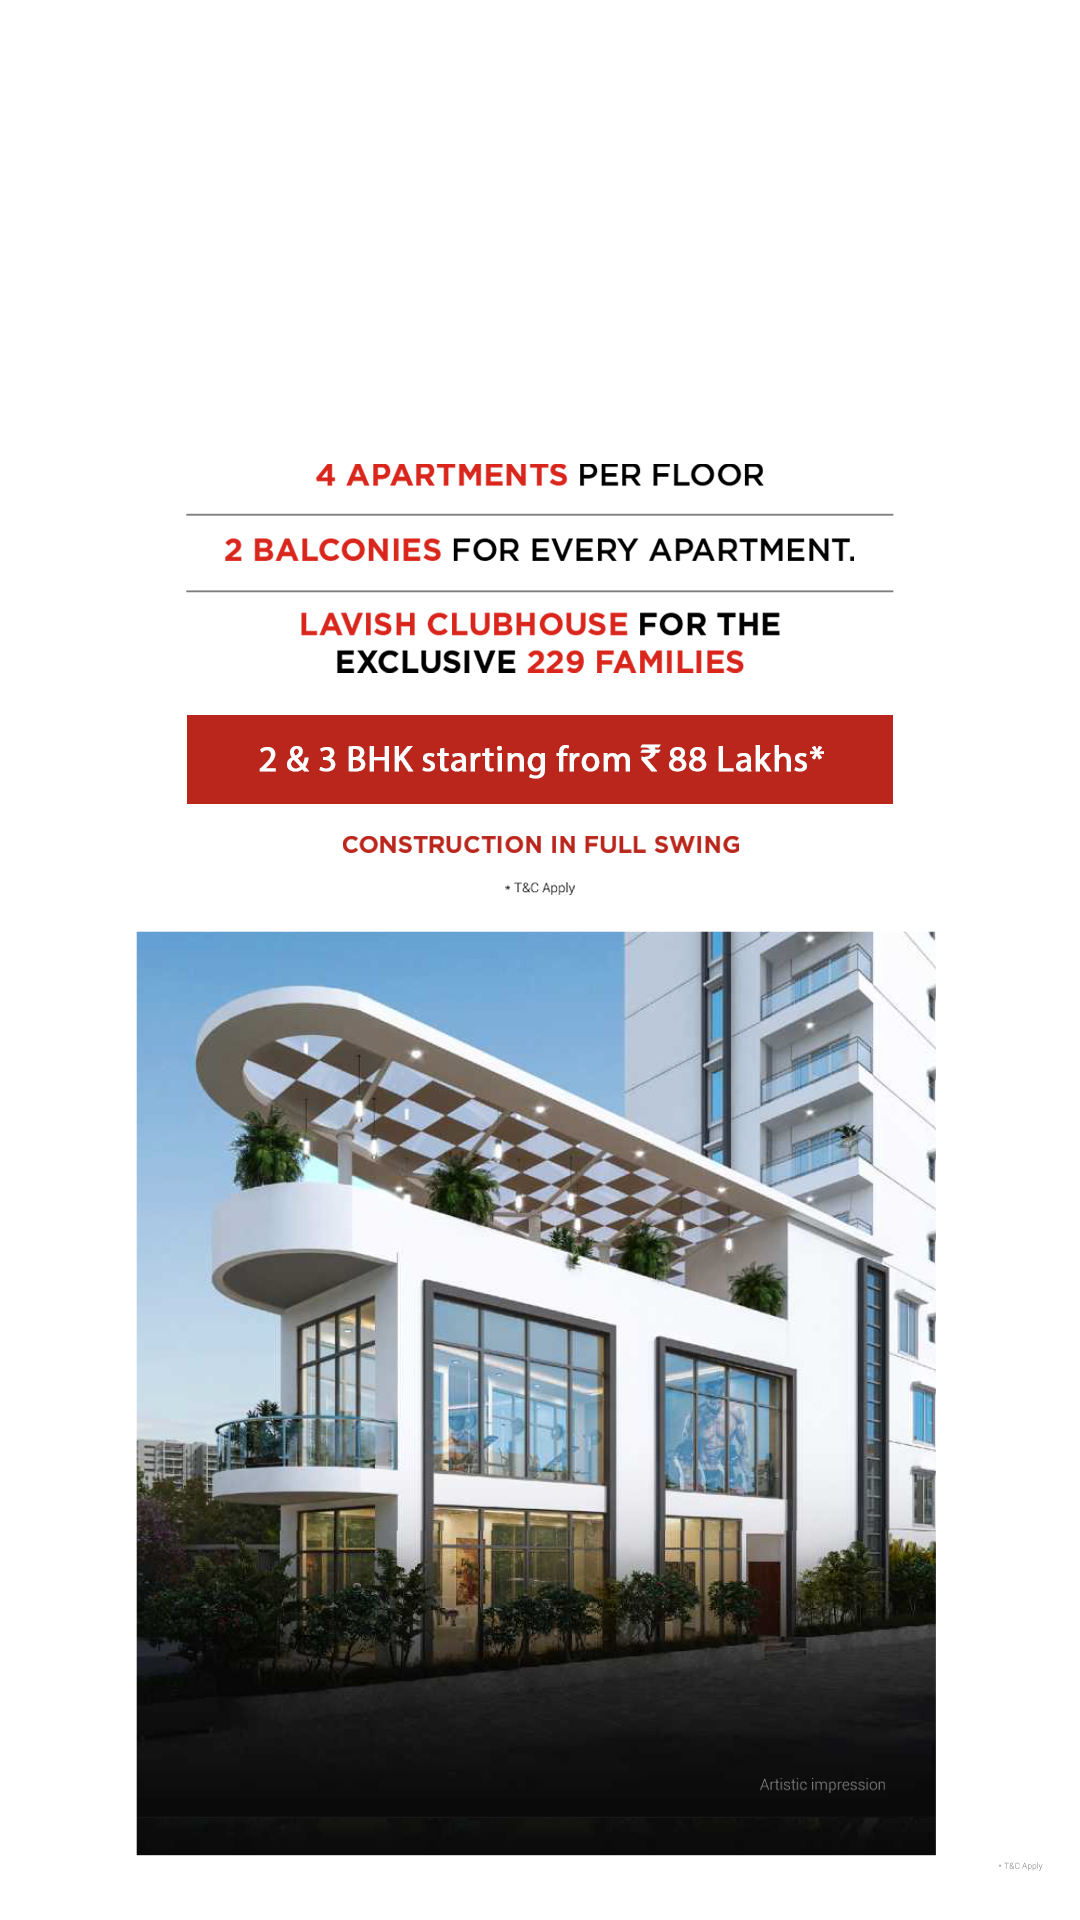 4 APARTMENTS PER FLOOR
2 BALCONIES FOR EVERY APARTMENT.
LAVISH CLUBHOUSE FOR THE
EXCLUSIVE 229 FAMILIES
2 & 3 BHK starting from ₹ 88 Lakhs*
CONSTRUCTION IN FULL SWING
* T&C Apply
Artistic impression
* T&C Apply